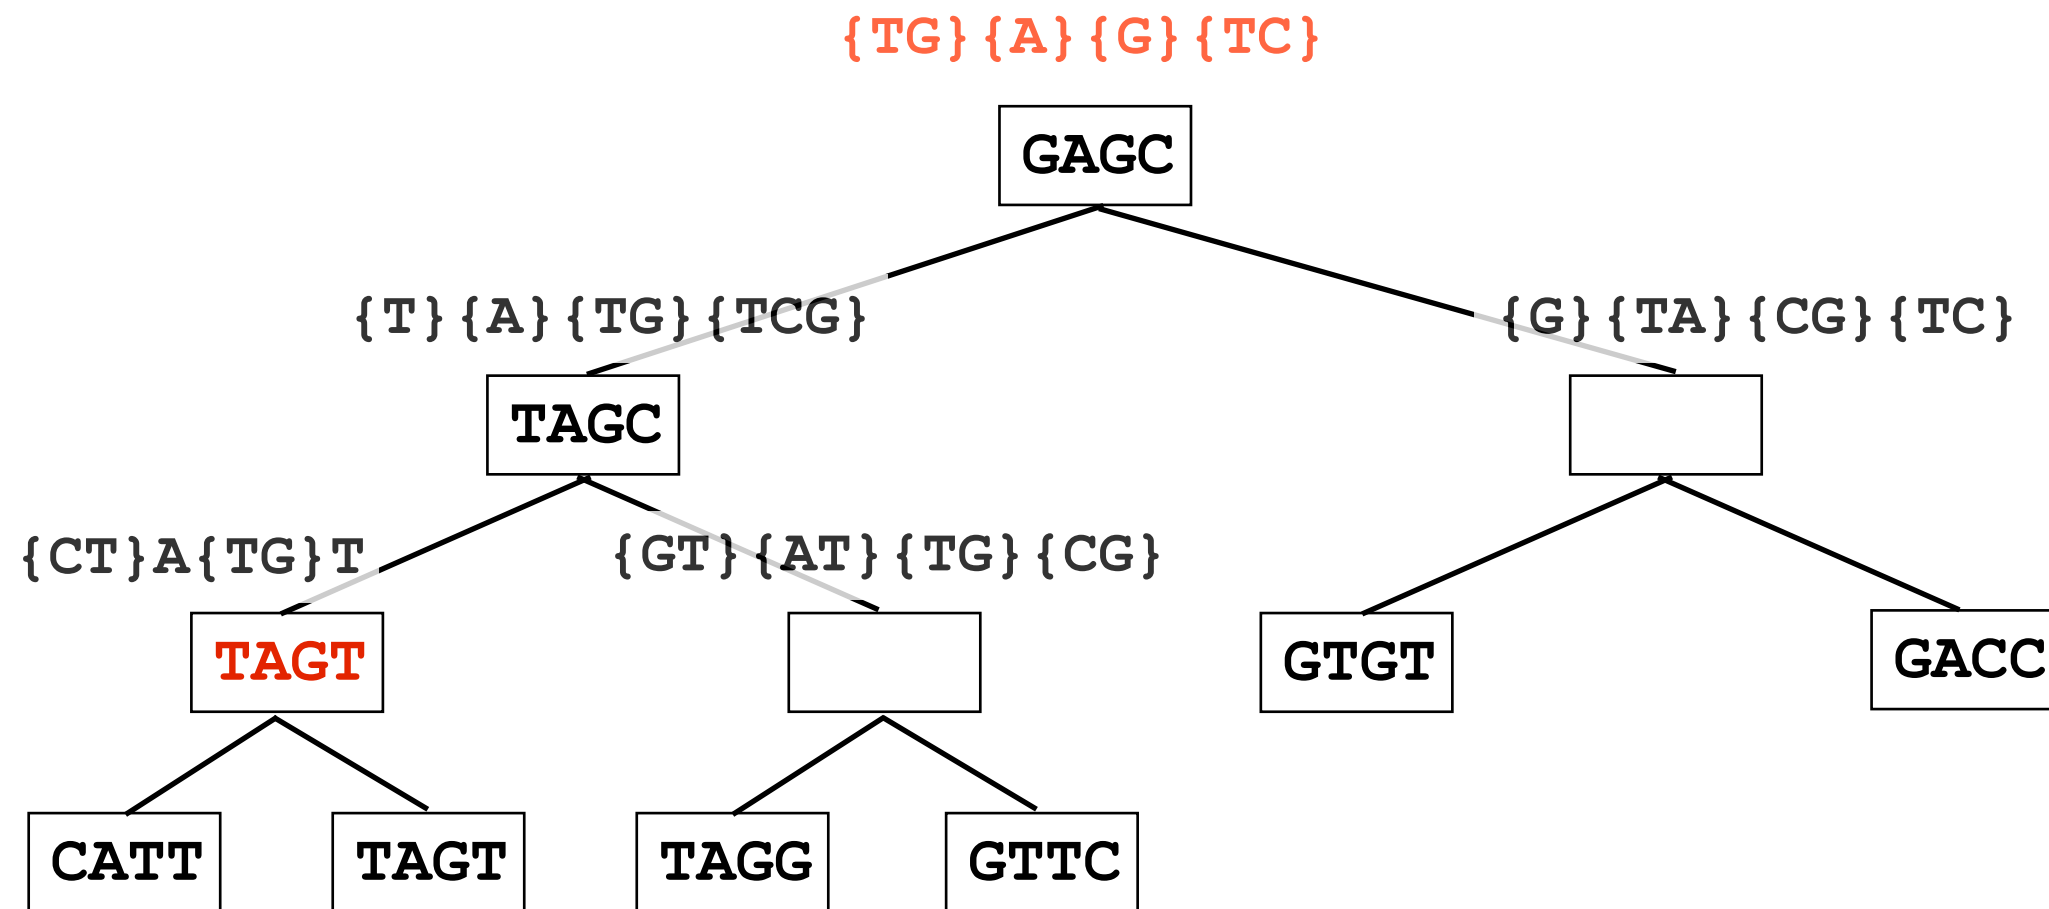 {TG}{A}{G}{TC}
GAGC
{T}{A}{TG}{TCG} {G}{TA}{CG}{TC}
TAGC
{CT}A{TG}T {GT}{AT}{TG}{CG}
TAGT GTGT GACC
CATT TAGT TAGG GTTC